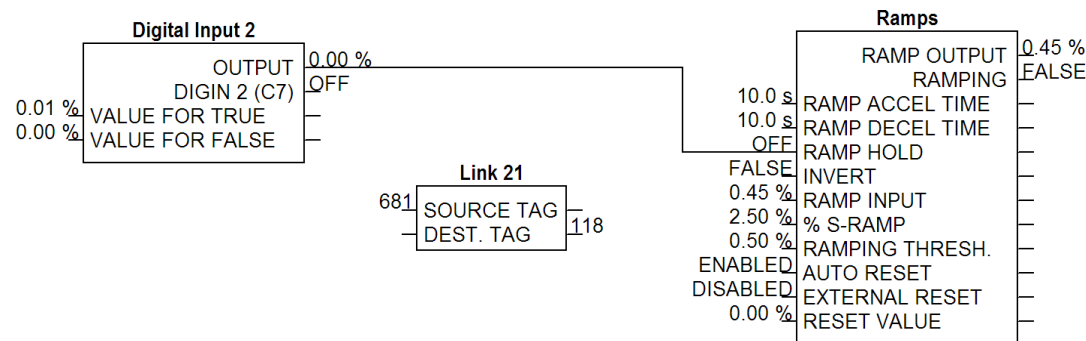 Digital Input 2
OUTPUT 0.00 %
DIGIN 2 (C7) OFF
0.01 % VALUE FOR TRUE
0.00 % VALUE FOR FALSE
Link 21
681 SOURCE TAG
DEST. TAG 118
Ramps
RAMP OUTPUT 0.45 %
RAMPING FALSE
10.0 s RAMP ACCEL TIME
10.0 s RAMP DECEL TIME
OFF RAMP HOLD
FALSE INVERT
0.45 % RAMP INPUT
2.50 % % S-RAMP
0.50 % RAMPING THRESH.
ENABLED AUTO RESET
DISABLED EXTERNAL RESET
0.00 % RESET VALUE